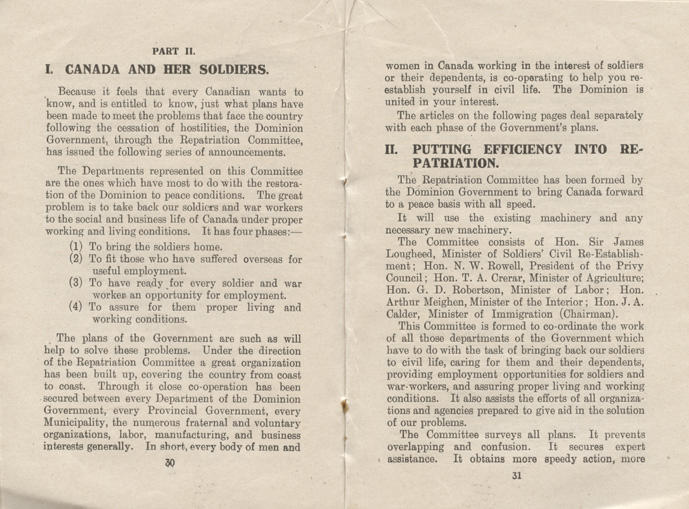 PART II.
I. CANADA AND HER SOLDIERS.
Because it feels that every Canadian wants to
know, and is entitled to know, just what plans have
been made to meet the problems that face the country
following the cessation of hostilities, the Dominion
Government, through the Repatriation Committee,
has issued the following series of announcements.
The Departments represented on this Committee
are the ones which have most to do with the restora-
tion of the Dominion to peace conditions. The great
problem is to take back our soldiers and war workers
to the social and business life of Canada under proper
working and living conditions. It has four phases:—
(1) To bring the soldiers home.
(2) To fit those who have suffered overseas for
useful employment.
(3) To have ready for every soldier and war
worker an opportunity for employment.
(4) To assure for them proper living and
working conditions.
The plans of the Government are such as will
help to solve these problems. Under the direction
of the Repatriation Committee a great organization
has been built up, covering the country from coast
to coast. Through it close co-operation has been
secured between every Department of the Dominion
Government, every Provincial Government, every
Municipality, the numerous fraternal and voluntary
organizations, labor, manufacturing, and business
interests generally. In short, every body of men and
30
women in Canada working in the interest of soldiers
or their dependents, is co-operating to help you re-
establish yourself in civil life. The Dominion is
united in your interest.
The articles on the following pages deal separately
with each phase of the Government's plans.
II. PUTTING EFFICIENCY INTO RE-
PATRIATION.
The Repatriation Committee has been formed by
the Dominion Government to bring Canada forward
to a peace basis with all speed.
It will use the existing machinery and any
necessary new machinery.
The Committee consists of Hon. Sir James
Lougheed, Minister of Soldiers' Civil Re-Establish-
ment; Hon. N. W. Rowell, President of the Privy
Council; Hon. T. A. Crerar, Minister of Agriculture;
Hon. G. D. Robertson, Minister of Labor; Hon.
Arthur Meighen, Minister of the Interior; Hon. J. A.
Calder, Minister of Immigration (Chairman).
This Committee is formed to co-ordinate the work
of all those departments of the Government which
have to do with the task of bringing back our soldiers
to civil life, caring for them and their dependents,
providing employment opportunities for soldiers and
war-workers, and assuring proper living and working
conditions. It also assists the efforts of all organiza-
tions and agencies prepared to give aid in the solution
of our problems.
The Committee surveys all plans. It prevents
overlapping and confusion. It secures expert
assistance. It obtains more speedy action, more
31